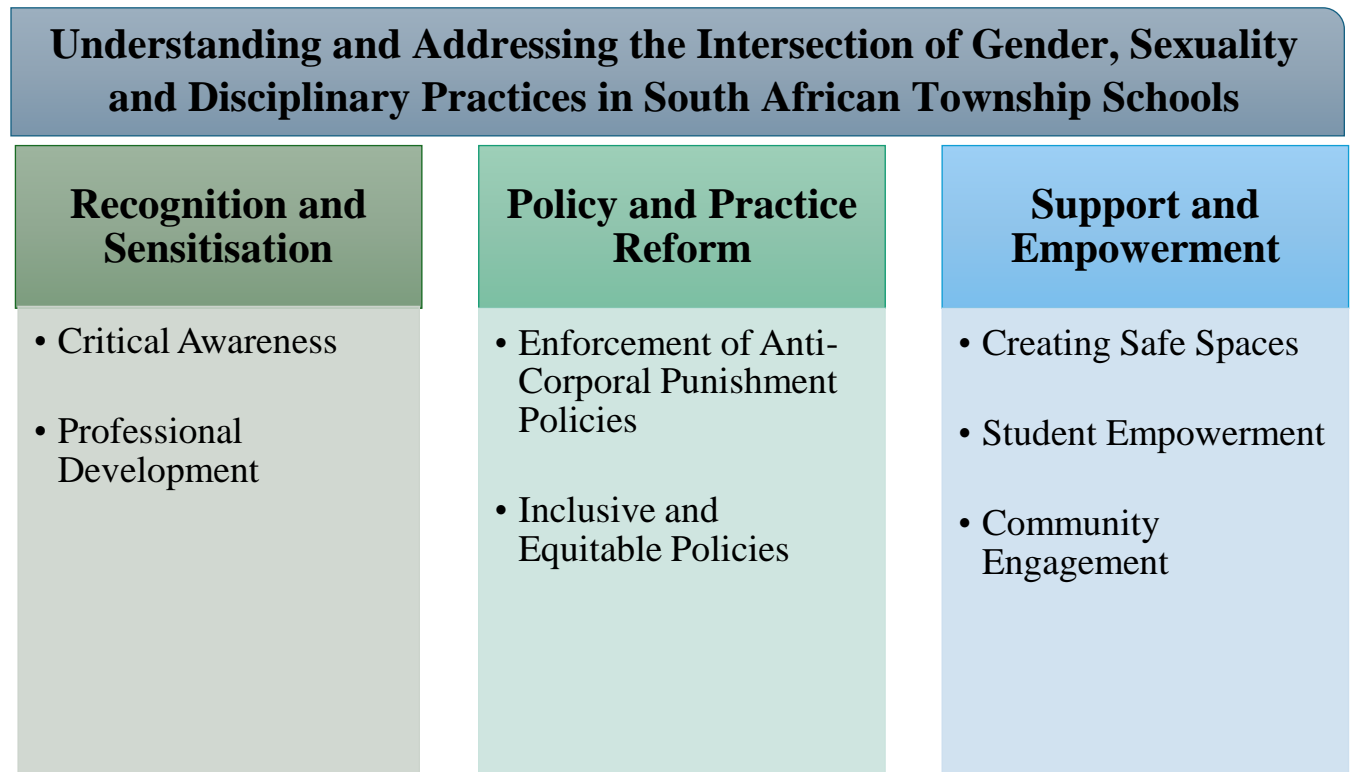 Understanding and Addressing the Intersection of Gender, Sexuality
and Disciplinary Practices in South African Township Schools
Recognition and
Sensitisation
• Critical Awareness
• Professional
Development
Policy and Practice
Reform
• Enforcement of Anti-
Corporal Punishment
Policies
• Inclusive and
Equitable Policies
Support and
Empowerment
• Creating Safe Spaces
• Student Empowerment
• Community
Engagement